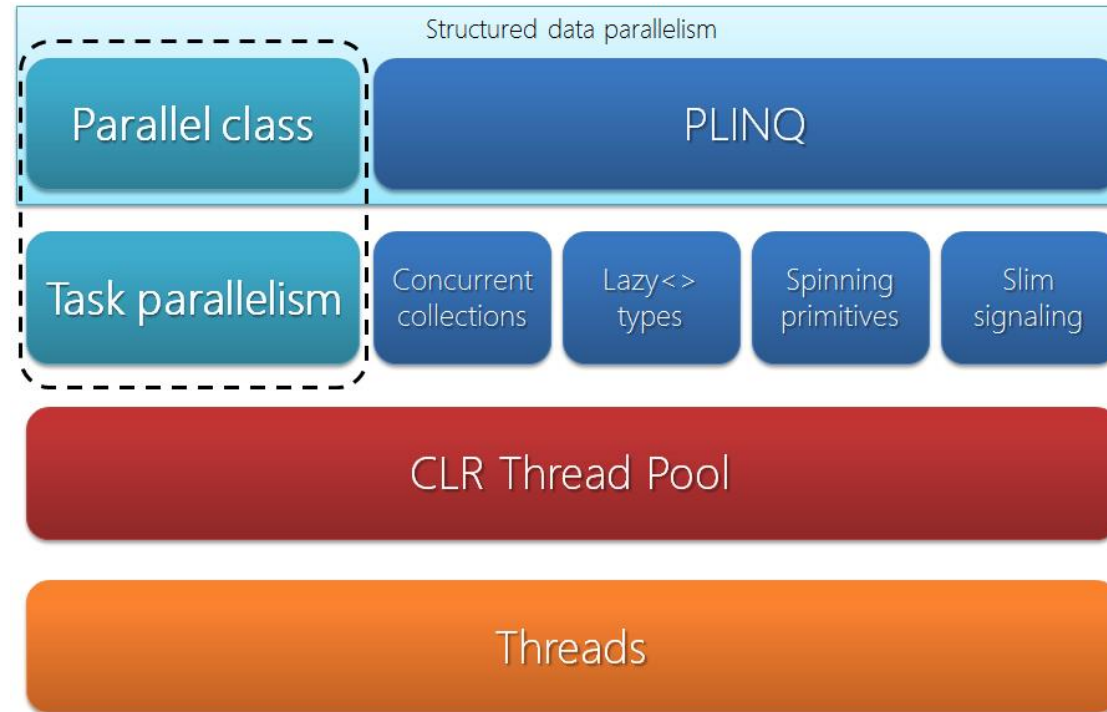 Structured data parallelism
Parallel class
PLINQ
Task parallelism
Concurrent
collections
Lazy<>
types
Spinning
primitives
Slim
signaling
CLR Thread Pool
Threads